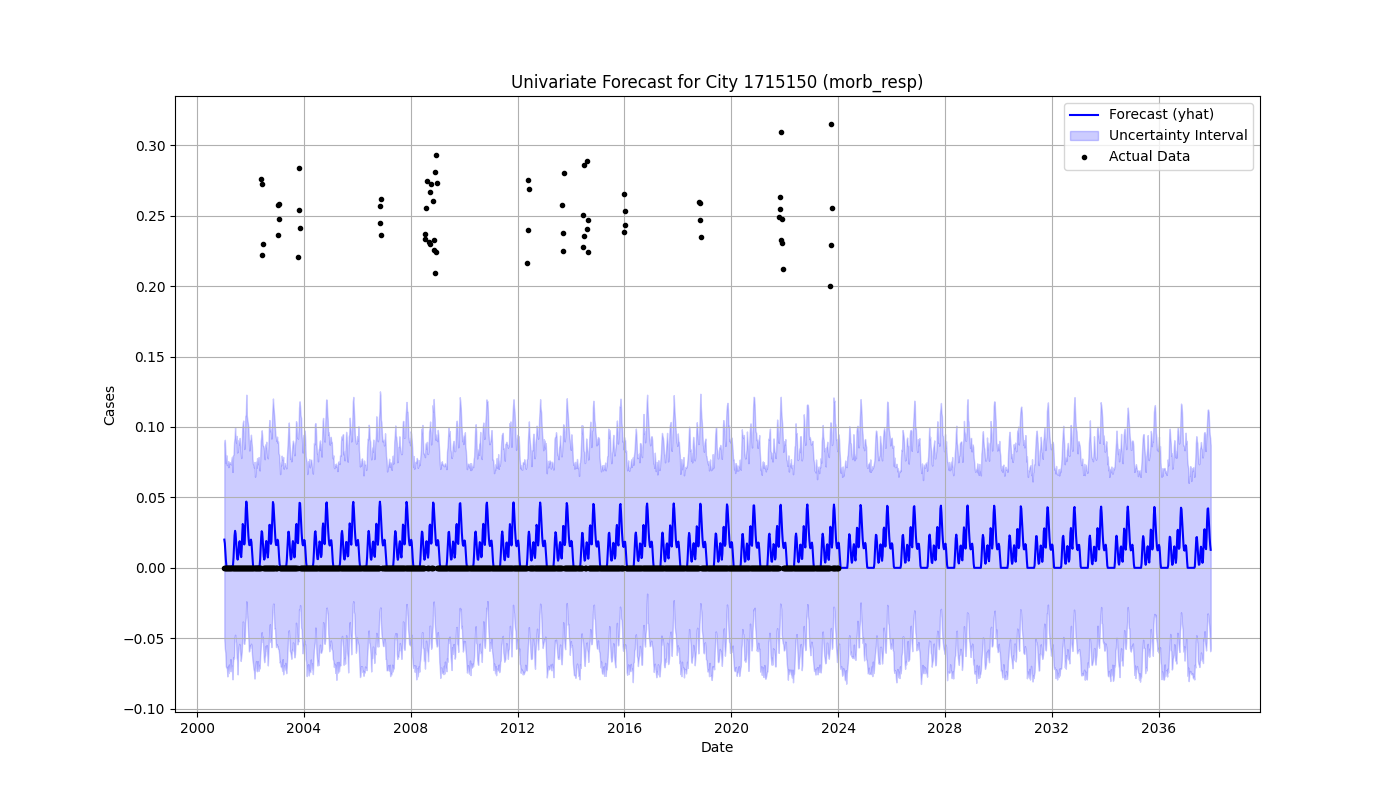 Univariate Forecast for City 1715150 (morb_resp)
Forecast (yhat)
Uncertainty Interval
Actual Data
0.30
0.25
0.20
0.15
0.10
0.05
0.00
−0.05
−0.10
Cases
2000 2004 2008 2012 2016 2020 2024 2028 2032 2036
Date